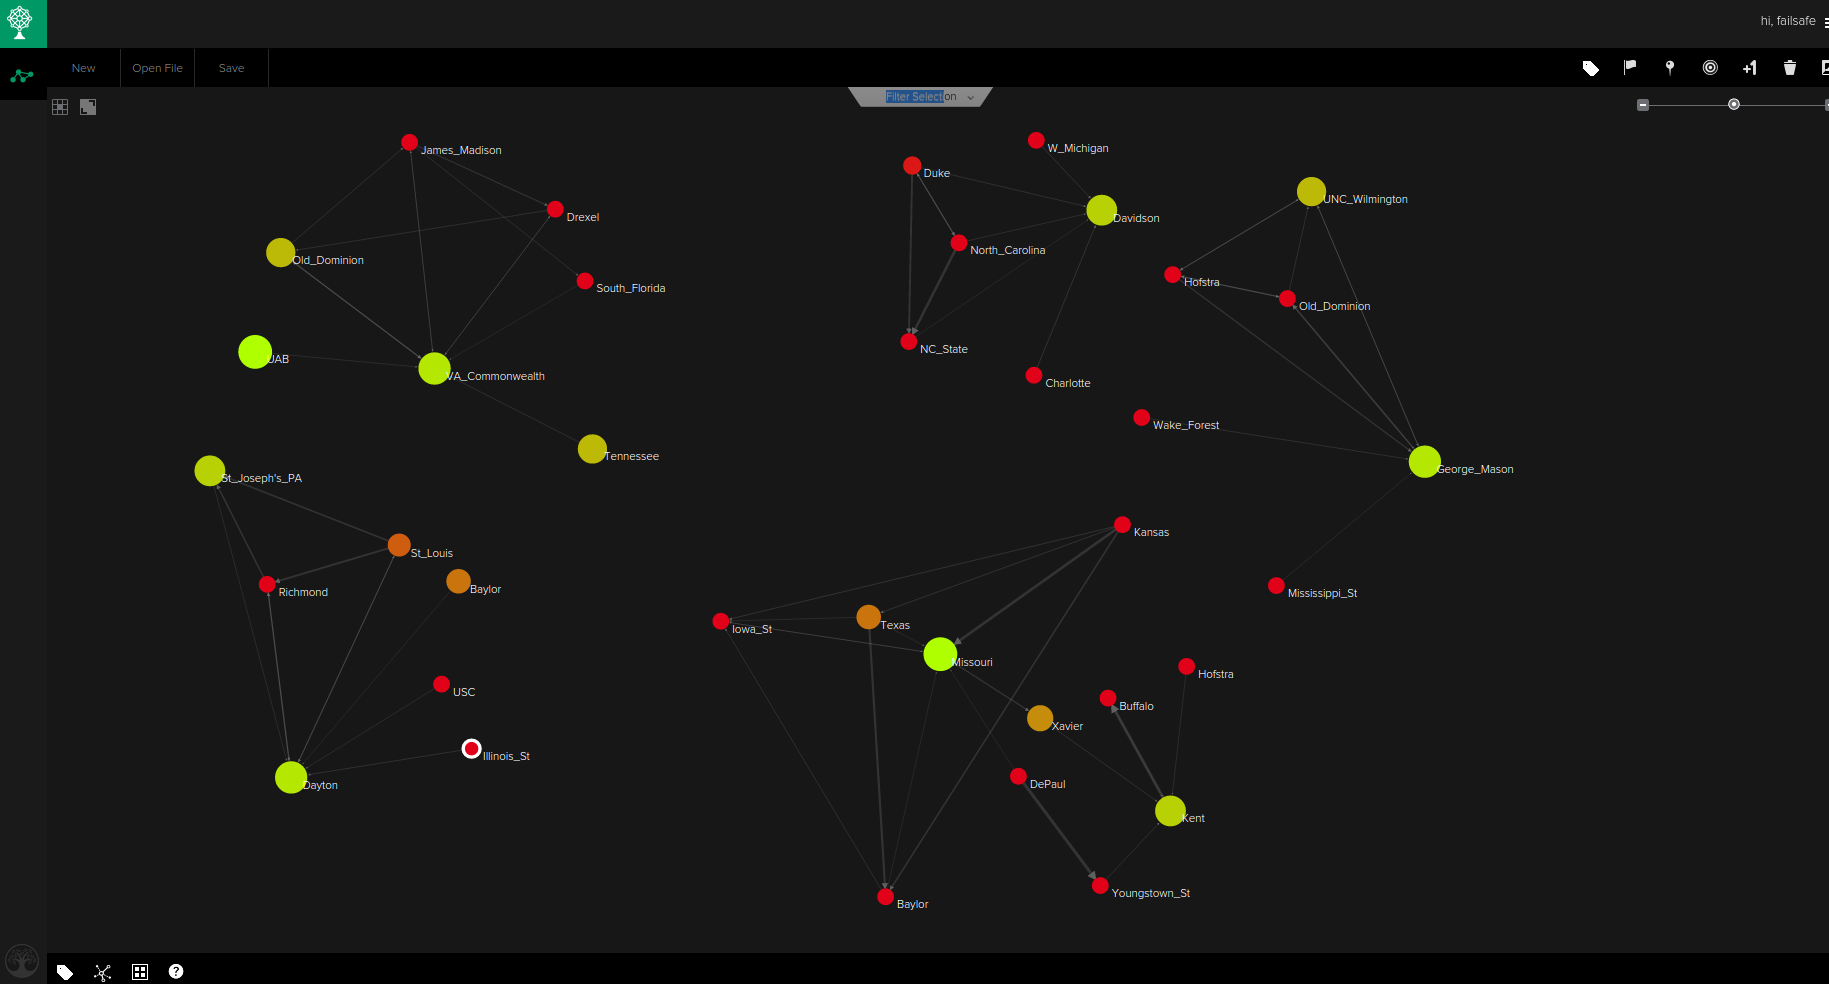 hi, failsafe
New
Open File
Save
+1
Filter Selection
James_Madison
W_Michigan
Duke
UNC_Wilmington
Drexel
Davidson
North_Carolina
Old_Dominion
Hofstra
South_Florida
Old_Dominion
NC_State
UAB
VA_Commonwealth
Charlotte
Wake_Forest
Tennessee
George_Mason
St_Joseph's_PA
Kansas
St_Louis
Baylor
Richmond
Mississippi_St
Iowa_St
Texas
Missouri
Hofstra
USC
Buffalo
Xavier
Illinois_St
Dayton
DePaul
Kent
Youngstown_St
Baylor
?